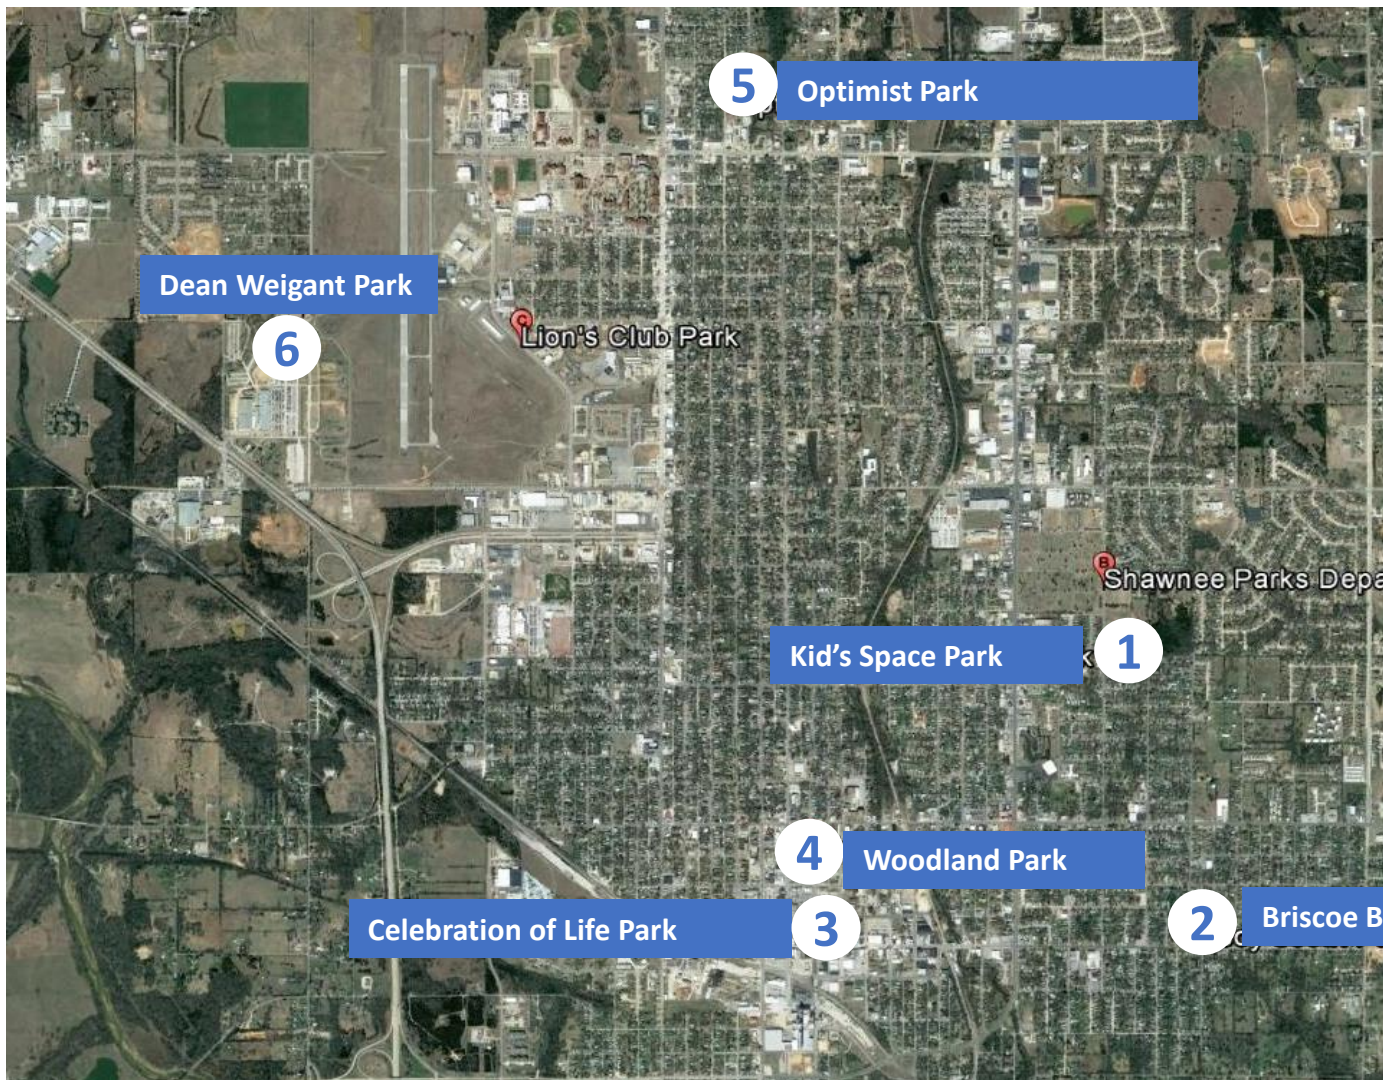 5 Optimist Park
Dean Weigant Park
6
C
Lion's Club Park
B
Shawnee Parks Depa
Kid's Space Park
1
4 Woodland Park
Celebration of Life Park 3
2 Briscoe B